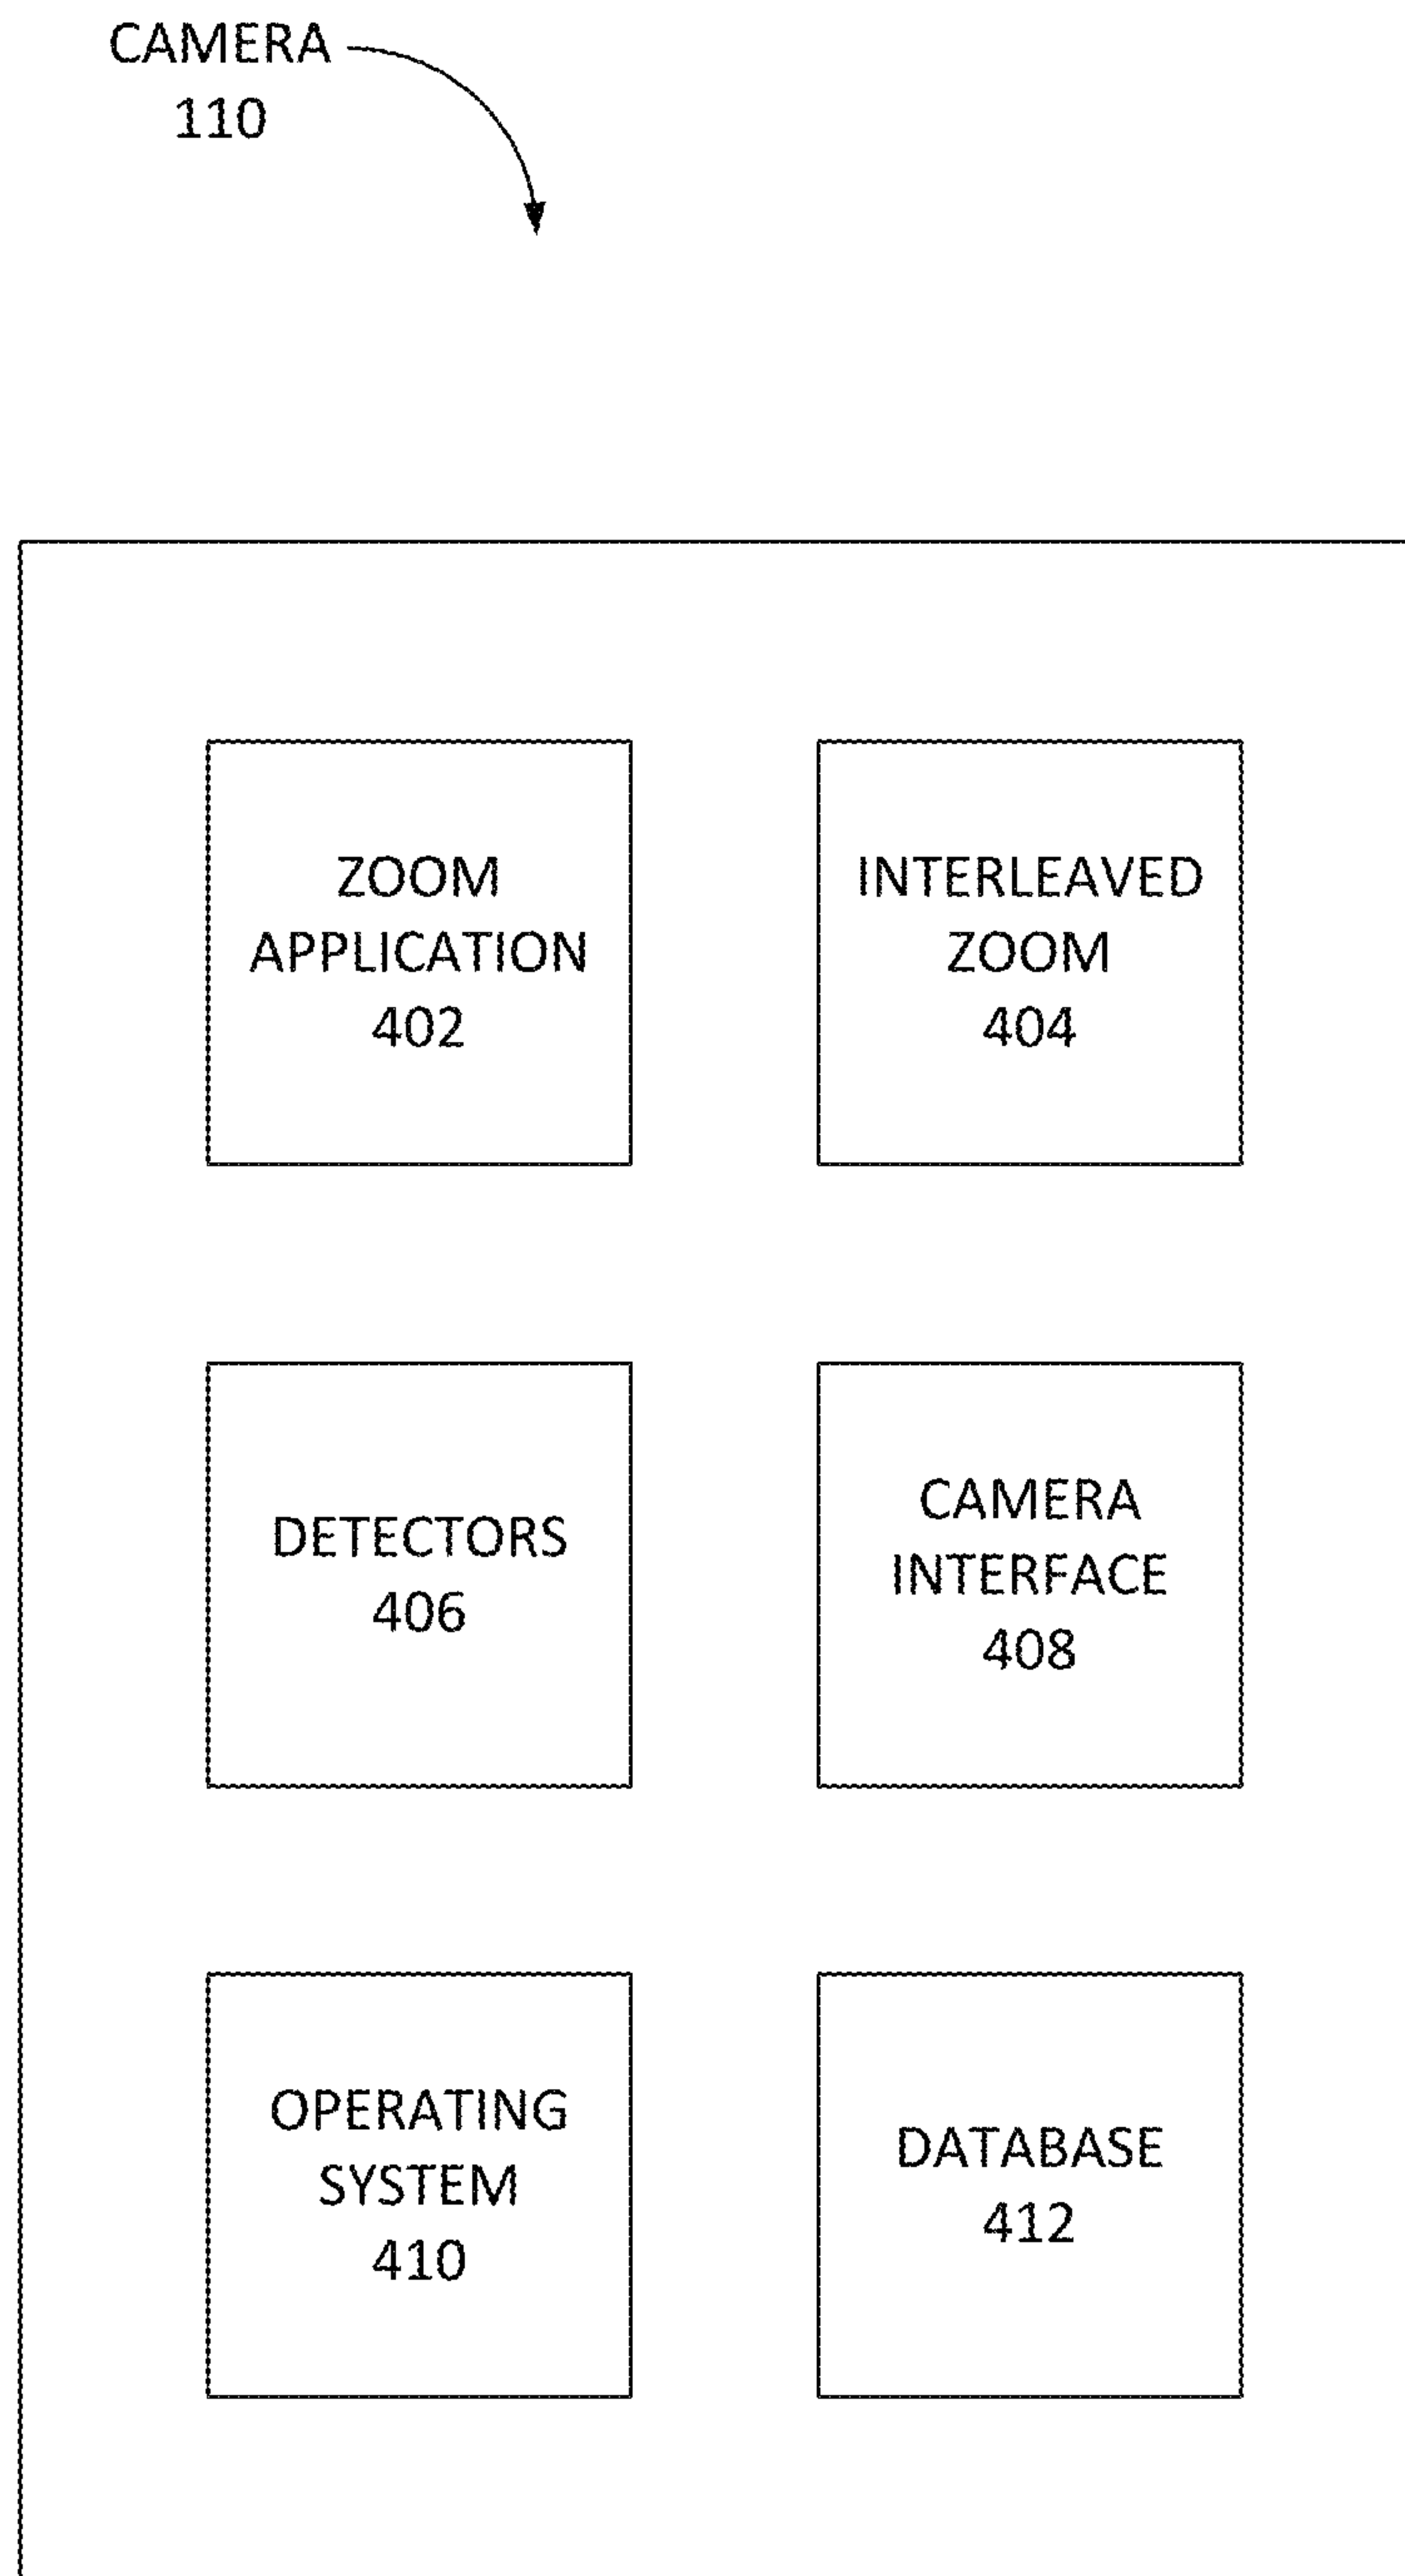 CAMERA
110
ZOOM
APPLICATION
402
INTERLEAVED
ZOOM
404
DETECTORS
406
CAMERA
INTERFACE
408
OPERATING
SYSTEM
410
DATABASE
412